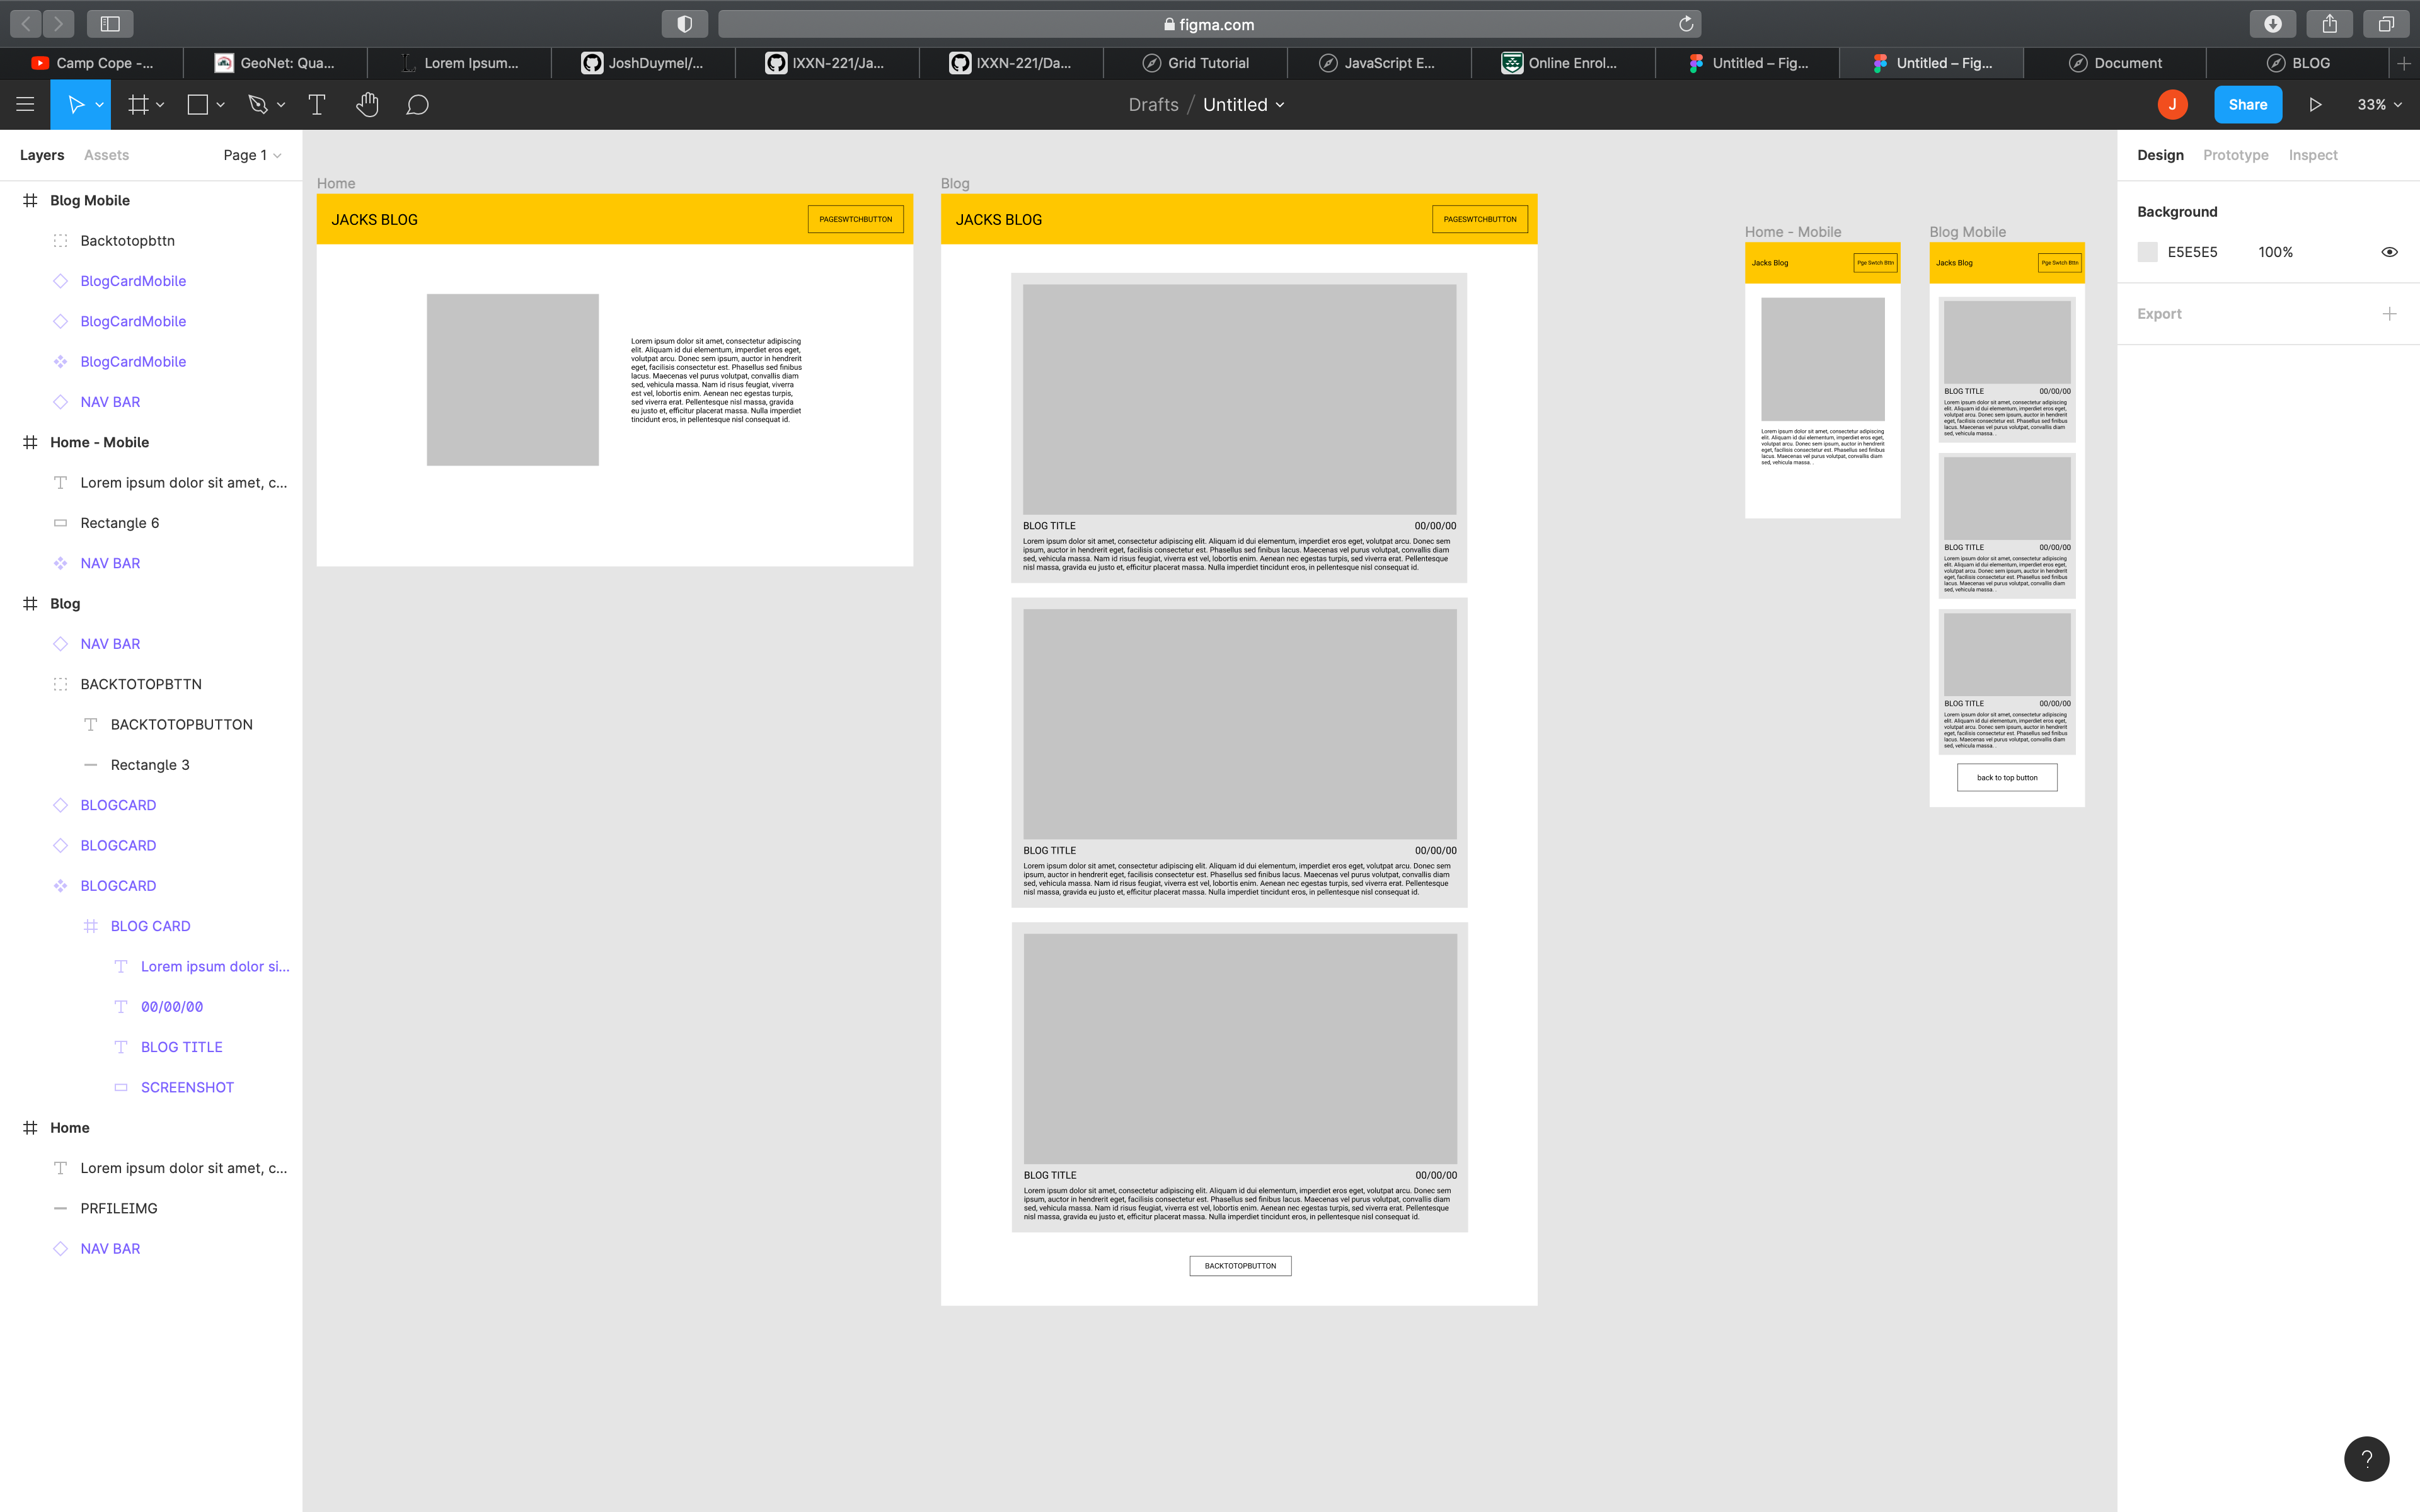 figma.com
Camp Cope -...
GeoNet: Qua...
Lorem Ipsum...
JoshDuymel/...
IXXN-221/Ja...
IXXN-221/Da...
Grid Tutorial
JavaScript E...
Online Enrol...
Untitled – Fig...
Untitled – Fig...
Document
BLOG
Drafts / Untitled
J
Share
33%
Layers
Assets
Page 1
Blog Mobile
Backtotopbttn
BlogCardMobile
BlogCardMobile
BlogCardMobile
NAV BAR
Home - Mobile
Lorem ipsum dolor sit amet, c...
Rectangle 6
NAV BAR
Blog
NAV BAR
BACKTOTOPBTTN
BACKTOTOPBUTTON
Rectangle 3
BLOGCARD
BLOGCARD
BLOGCARD
BLOG CARD
Lorem ipsum dolor si...
00/00/00
BLOG TITLE
SCREENSHOT
Home
Lorem ipsum dolor sit amet, c...
PRFILEIMG
NAV BAR
Home
JACKS BLOG
PAGESWTCHBUTTON
Lorem ipsum dolor sit amet, consectetur adipiscing
elit. Aliquam id dui elementum, imperdiet eros eget,
volutpat arcu. Donec sem ipsum, auctor in hendrerit
eget, facilisis consectetur est. Phasellus sed finibus
lacus. Maecenas vel purus volutpat, convallis diam
sed, vehicula massa. Nam id risus feugiat, viverra
est vel, lobortis enim. Aenean nec egestas turpis,
sed viverra erat. Pellentesque nisl massa, gravida
eu justo et, efficitur placerat massa. Nulla imperdiet
tincidunt eros, in pellentesque nisl consequat id.
Blog
JACKS BLOG
PAGESWTCHBUTTON
BLOG TITLE
00/00/00
Lorem ipsum dolor sit amet, consectetur adipiscing elit. Aliquam id dui elementum, imperdiet eros eget, volutpat arcu. Donec sem
ipsum, auctor in hendrerit eget, facilisis consectetur est. Phasellus sed finibus lacus. Maecenas vel purus volutpat, convallis diam
sed, vehicula massa. Nam id risus feugiat, viverra est vel, lobortis enim. Aenean nec egestas turpis, sed viverra erat. Pellentesque
nisl massa, gravida eu justo et, efficitur placerat massa. Nulla imperdiet tincidunt eros, in pellentesque nisl consequat id.
BLOG TITLE
00/00/00
Lorem ipsum dolor sit amet, consectetur adipiscing elit. Aliquam id dui elementum, imperdiet eros eget, volutpat arcu. Donec sem
ipsum, auctor in hendrerit eget, facilisis consectetur est. Phasellus sed finibus lacus. Maecenas vel purus volutpat, convallis diam
sed, vehicula massa. Nam id risus feugiat, viverra est vel, lobortis enim. Aenean nec egestas turpis, sed viverra erat. Pellentesque
nisl massa, gravida eu justo et, efficitur placerat massa. Nulla imperdiet tincidunt eros, in pellentesque nisl consequat id.
BLOG TITLE
00/00/00
Lorem ipsum dolor sit amet, consectetur adipiscing elit. Aliquam id dui elementum, imperdiet eros eget, volutpat arcu. Donec sem
ipsum, auctor in hendrerit eget, facilisis consectetur est. Phasellus sed finibus lacus. Maecenas vel purus volutpat, convallis diam
sed, vehicula massa. Nam id risus feugiat, viverra est vel, lobortis enim. Aenean nec egestas turpis, sed viverra erat. Pellentesque
nisl massa, gravida eu justo et, efficitur placerat massa. Nulla imperdiet tincidunt eros, in pellentesque nisl consequat id.
BACKTOTOPBUTTON
Home - Mobile
Jacks Blog
Pge Swtch Bttn
Lorem ipsum dolor sit amet, consectetur adipiscing
elit. Aliquam id dui elementum, imperdiet eros eget,
volutpat arcu. Donec sem ipsum, auctor in hendrerit
eget, facilisis consectetur est. Phasellus sed finibus
lacus. Maecenas vel purus volutpat, convallis diam
sed, vehicula massa. .
Blog Mobile
Jacks Blog
Pge Swtch Bttn
BLOG TITLE
00/00/00
Lorem ipsum dolor sit amet, consectetur adipiscing
elit. Aliquam id dui elementum, imperdiet eros eget,
volutpat arcu. Donec sem ipsum, auctor in hendrerit
eget, facilisis consectetur est. Phasellus sed finibus
lacus. Maecenas vel purus volutpat, convallis diam
sed, vehicula massa. .
BLOG TITLE
00/00/00
Lorem ipsum dolor sit amet, consectetur adipiscing
elit. Aliquam id dui elementum, imperdiet eros eget,
volutpat arcu. Donec sem ipsum, auctor in hendrerit
eget, facilisis consectetur est. Phasellus sed finibus
lacus. Maecenas vel purus volutpat, convallis diam
sed, vehicula massa. .
BLOG TITLE
00/00/00
Lorem ipsum dolor sit amet, consectetur adipiscing
elit. Aliquam id dui elementum, imperdiet eros eget,
volutpat arcu. Donec sem ipsum, auctor in hendrerit
eget, facilisis consectetur est. Phasellus sed finibus
lacus. Maecenas vel purus volutpat, convallis diam
sed, vehicula massa. .
back to top button
Design
Prototype
Inspect
Background
E5E5E5
100%
Export
?